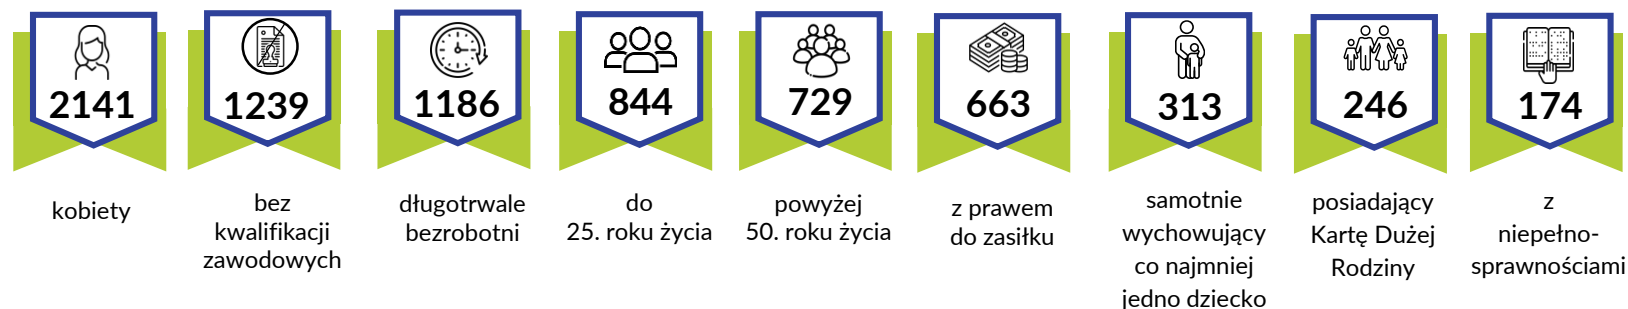 2141
kobiety
1239
bez
kwalifikacji
zawodowych
1186
długotrwale
bezrobotni
844
do
25. roku życia
729
powyżej
50. roku życia
663
z prawem
do zasiłku
313
samotnie
wychowujący
co najmniej
jedno dziecko
246
posiadający
Kartę Dużej
Rodziny
174
z
niepełno-
sprawnościami